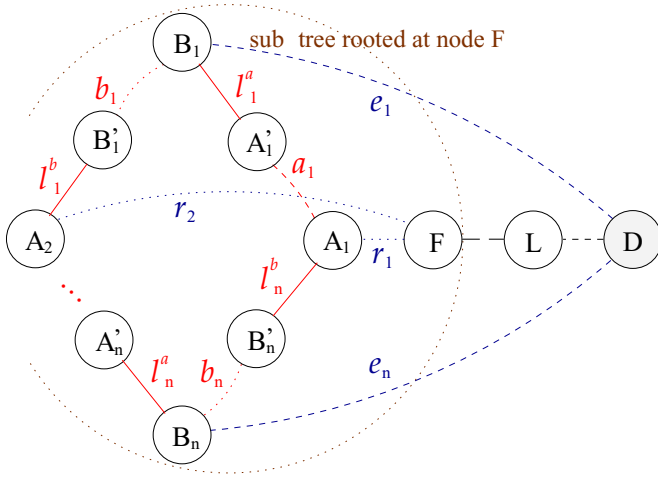 sub tree rooted at node F
B₁
b₁
l₁ᵃ
e₁
B'₁
A'₁
l₁ᵇ
a₁
r₂
A₂
A₁
r₁
F
L
D
...
lₙᵇ
A'ₙ
B'ₙ
lₙᵃ
bₙ
eₙ
Bₙ